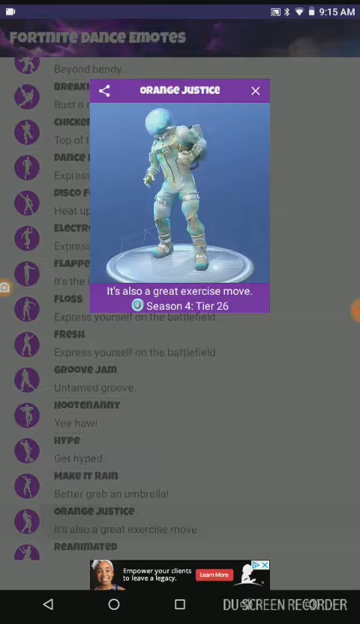 9:15 AM
Fortnite Dance Emotes
Beyond bendy.
Orange Justice
Top of t
Expres
Heat up
Expres
It's the i
Floss
Express yourself on the battlefield
Fresh
Express yourself on the battlefield
Groove Jam
Untamed groove.
Hootenanny
Yee haw!
Hype
Get hyped.
Make it Rain
Better grab an umbrella!
Orange Justice
It's also a great exercise move
Reanimated
It's also a great exercise move.
Season 4: Tier 26
Empower your clients
to leave a legacy.
Learn More
DU SCREEN RECORDER